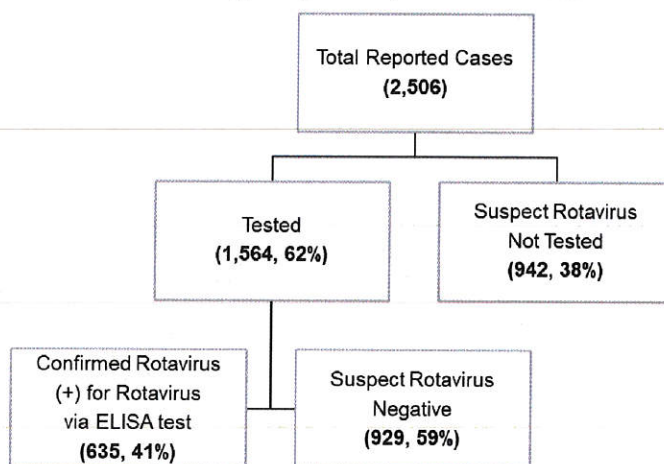 Total Reported Cases
(2,506)
Tested
(1,564, 62%)
Suspect Rotavirus
Not Tested
(942, 38%)
Confirmed Rotavirus
(+) for Rotavirus
via ELISA test
(635, 41%)
Suspect Rotavirus
Negative
(929, 59%)